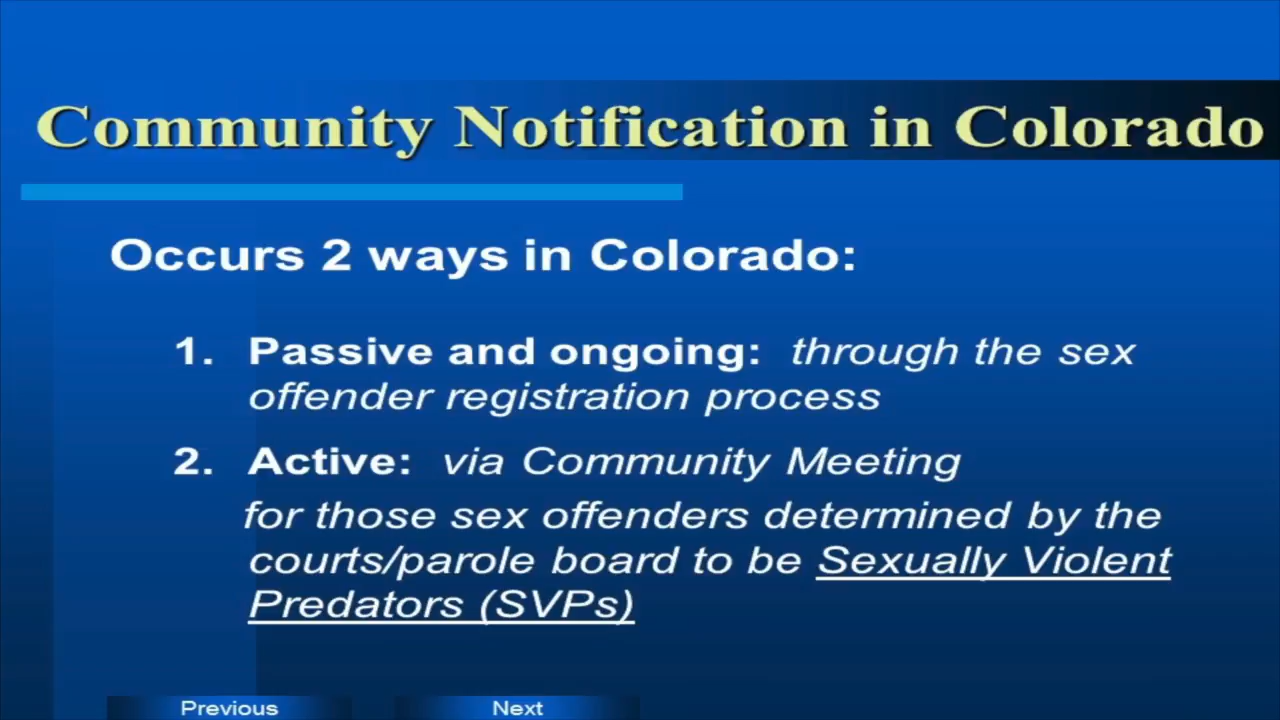 Community Notification in Colorado
Occurs 2 ways in Colorado:
1. Passive and ongoing: through the sex
offender registration process
2. Active: via Community Meeting
for those sex offenders determined by the
courts/parole board to be Sexually Violent
Predators (SVPs)
Previous Next